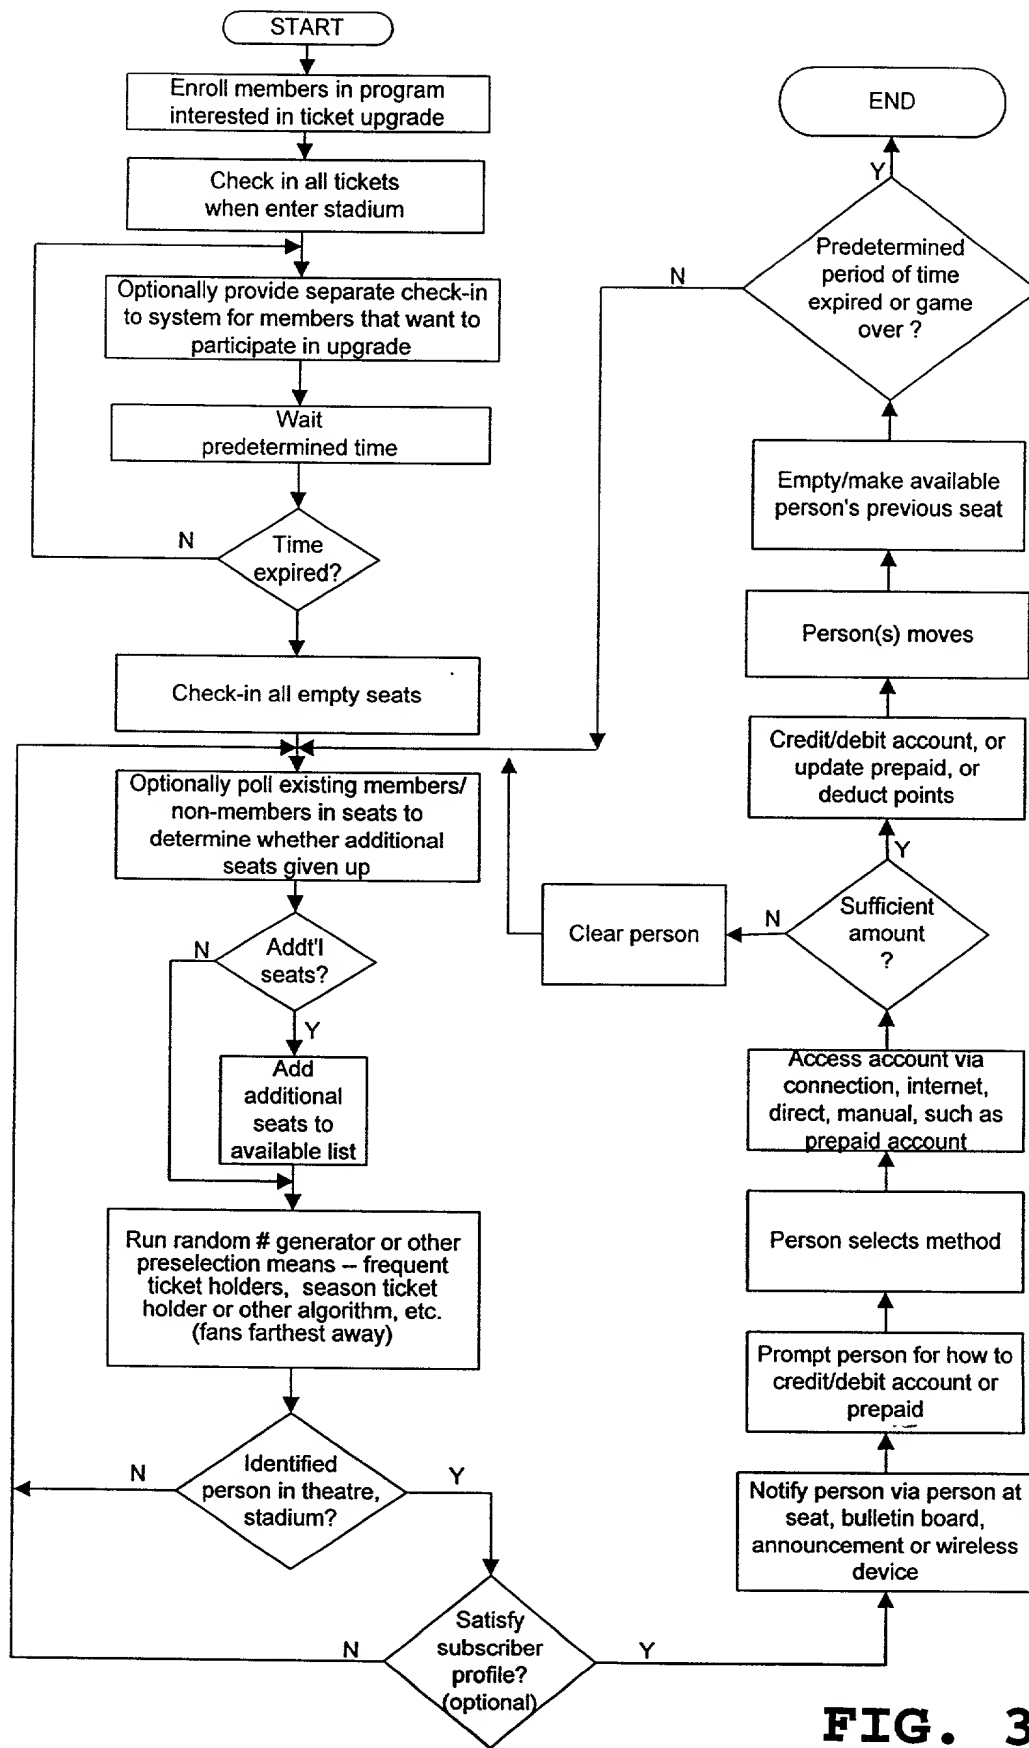 START
Enroll members in program
interested in ticket upgrade
Check in all tickets
when enter stadium
Optionally provide separate check-in
to system for members that want to
participate in upgrade
Wait
predetermined time
N
Time
expired?
Check-in all empty seats
Optionally poll existing members/
non-members in seats to
determine whether additional
seats given up
N
Addt'l
seats?
Y
Add
additional
seats to
available list
Run random # generator or other
preselection means -- frequent
ticket holders, season ticket
holder or other algorithm, etc.
(fans farthest away)
N
Identified
person in theatre,
stadium?
Y
N
Satisfy
subscriber
profile?
(optional)
Y
Notify person via person at
seat, bulletin board,
announcement or wireless
device
Prompt person for how to
credit/debit account or
prepaid
Person selects method
Access account via
connection, internet,
direct, manual, such as
prepaid account
Sufficient
amount
?
N
Clear person
Y
Credit/debit account, or
update prepaid, or
deduct points
Person(s) moves
Empty/make available
person's previous seat
Predetermined
period of time
expired or game
over ?
N
Y
END
FIG. 3